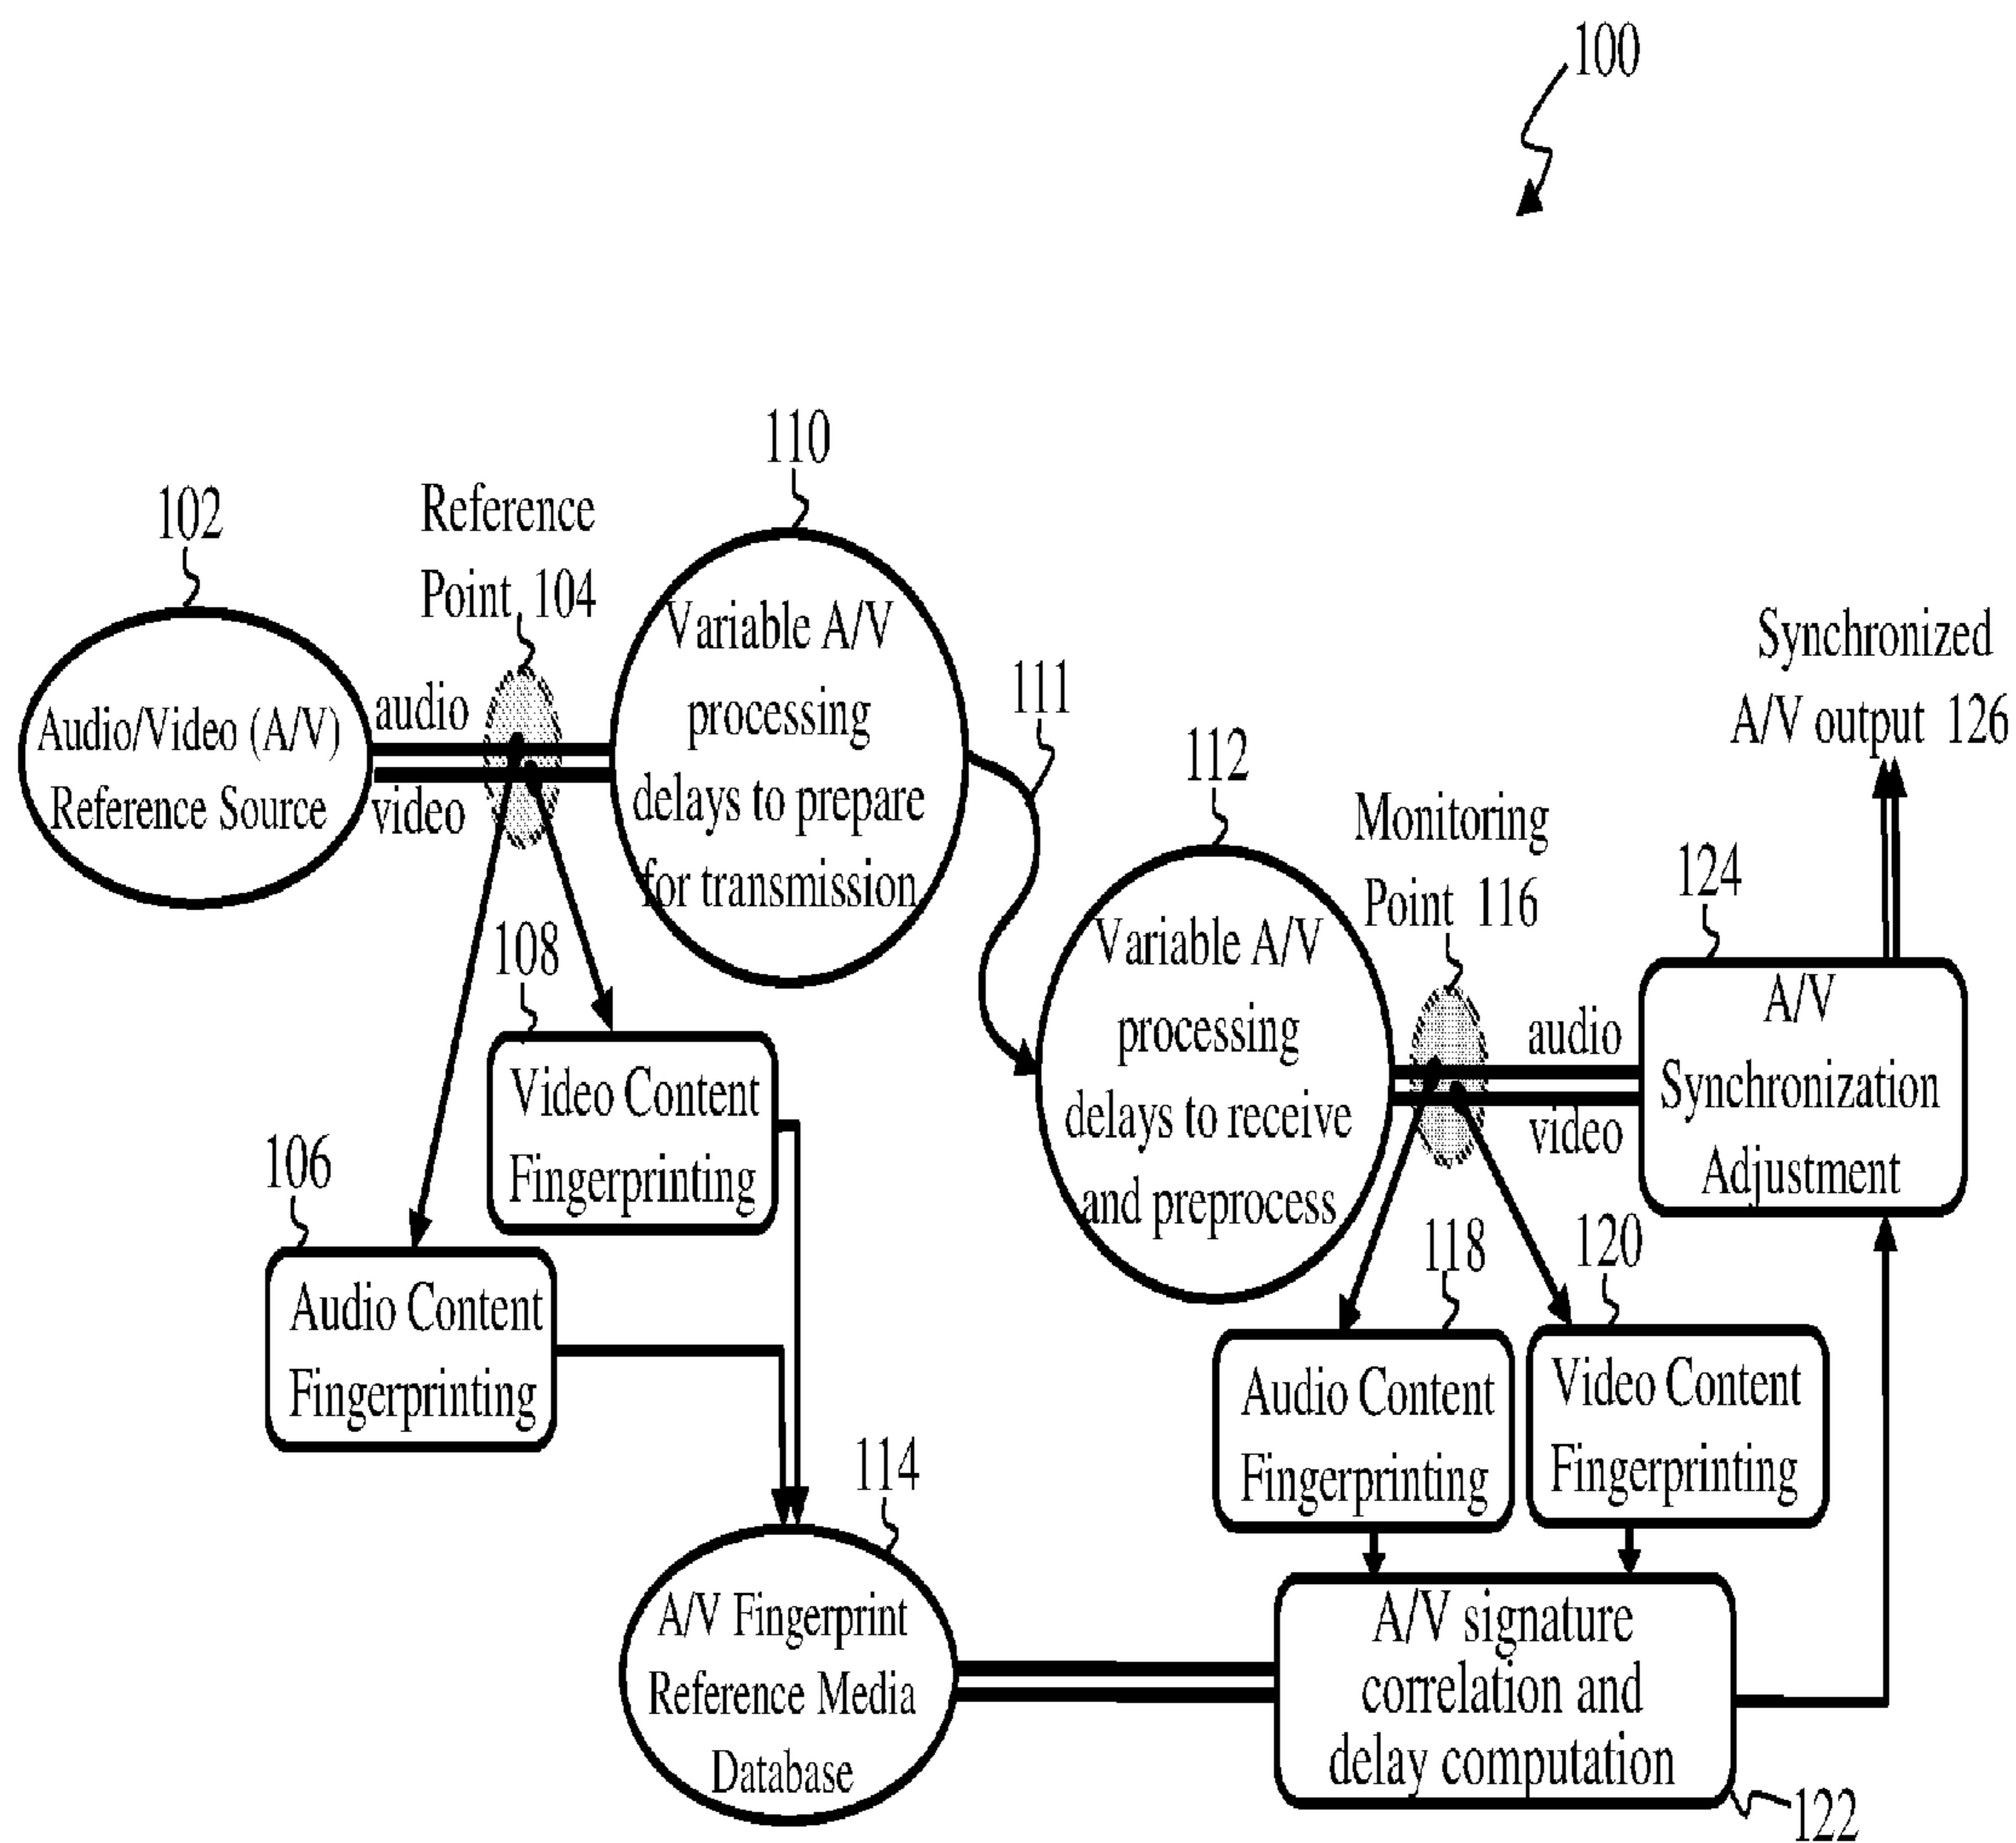 100
110
102
Reference
Point 104
Variable A/V
processing
delays to prepare
for transmission
Audio/Video (A/V)
Reference Source
audio
video
111
112
Variable A/V
processing
delays to receive
and preprocess
Monitoring
Point 116
audio
video
124
A/V
Synchronization
Adjustment
Synchronized
A/V output 126
108
Video Content
Fingerprinting
106
Audio Content
Fingerprinting
118
Audio Content
Fingerprinting
120
Video Content
Fingerprinting
114
A/V Fingerprint
Reference Media
Database
A/V signature
correlation and
delay computation
122